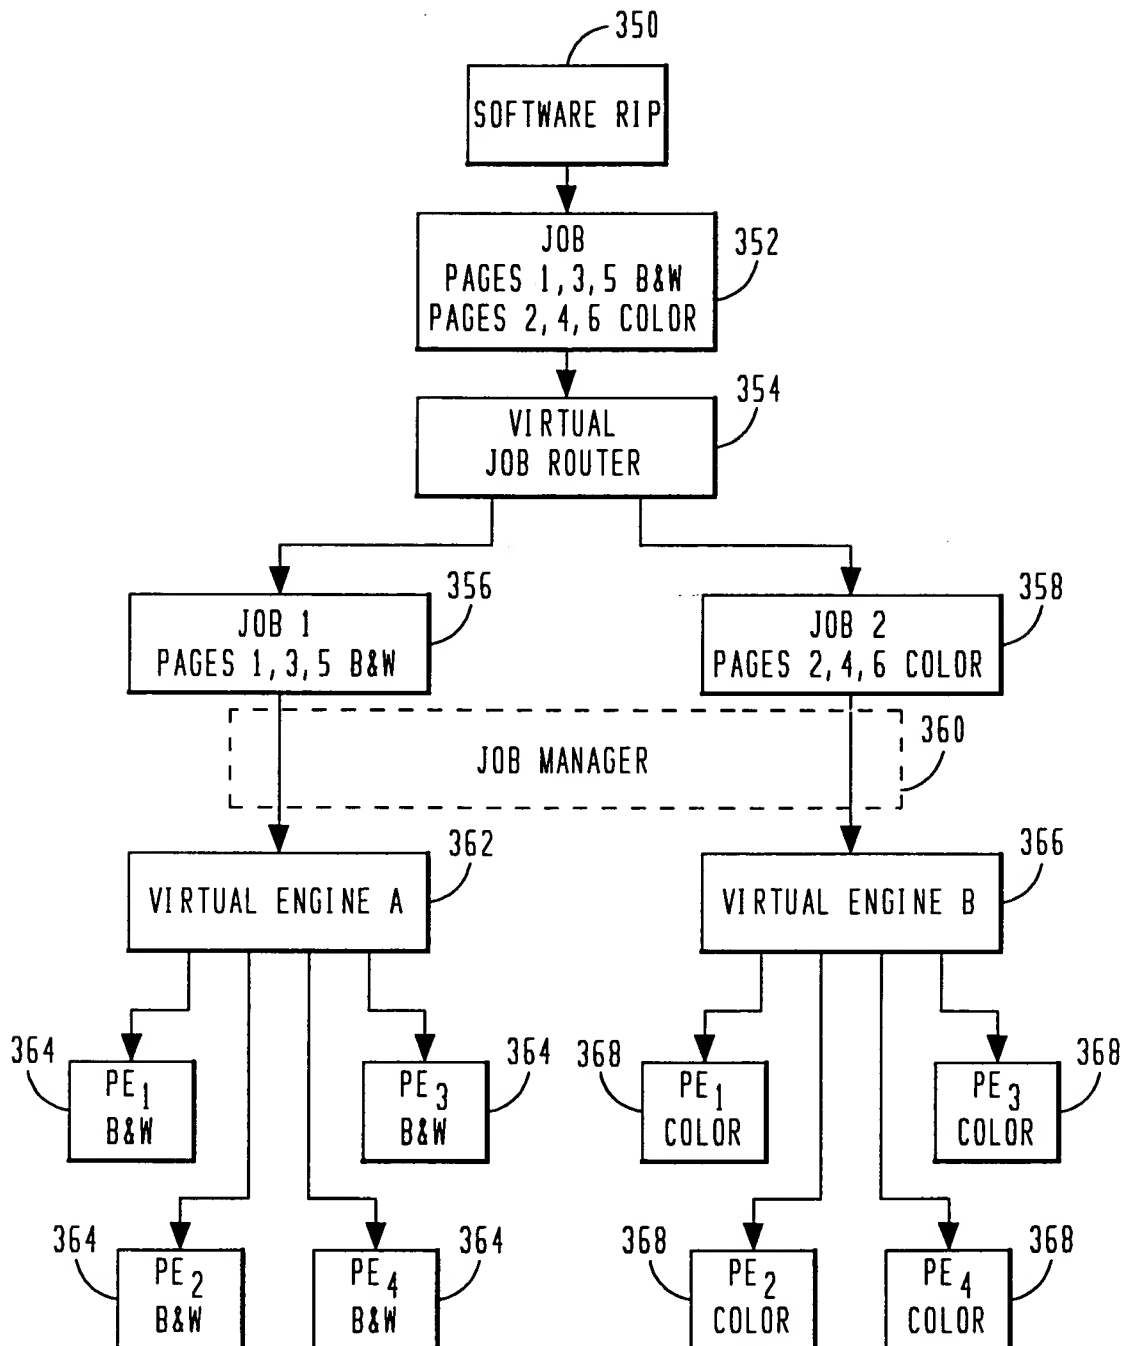 350
SOFTWARE RIP
JOB
PAGES 1,3,5 B&W
PAGES 2,4,6 COLOR
352
354
VIRTUAL
JOB ROUTER
356
JOB 1
PAGES 1,3,5 B&W
358
JOB 2
PAGES 2,4,6 COLOR
JOB MANAGER
360
362
VIRTUAL ENGINE A
366
VIRTUAL ENGINE B
364
PE1
B&W
PE3
B&W
364
368
PE1
COLOR
PE3
COLOR
368
364
PE2
B&W
PE4
B&W
364
368
PE2
COLOR
PE4
COLOR
368